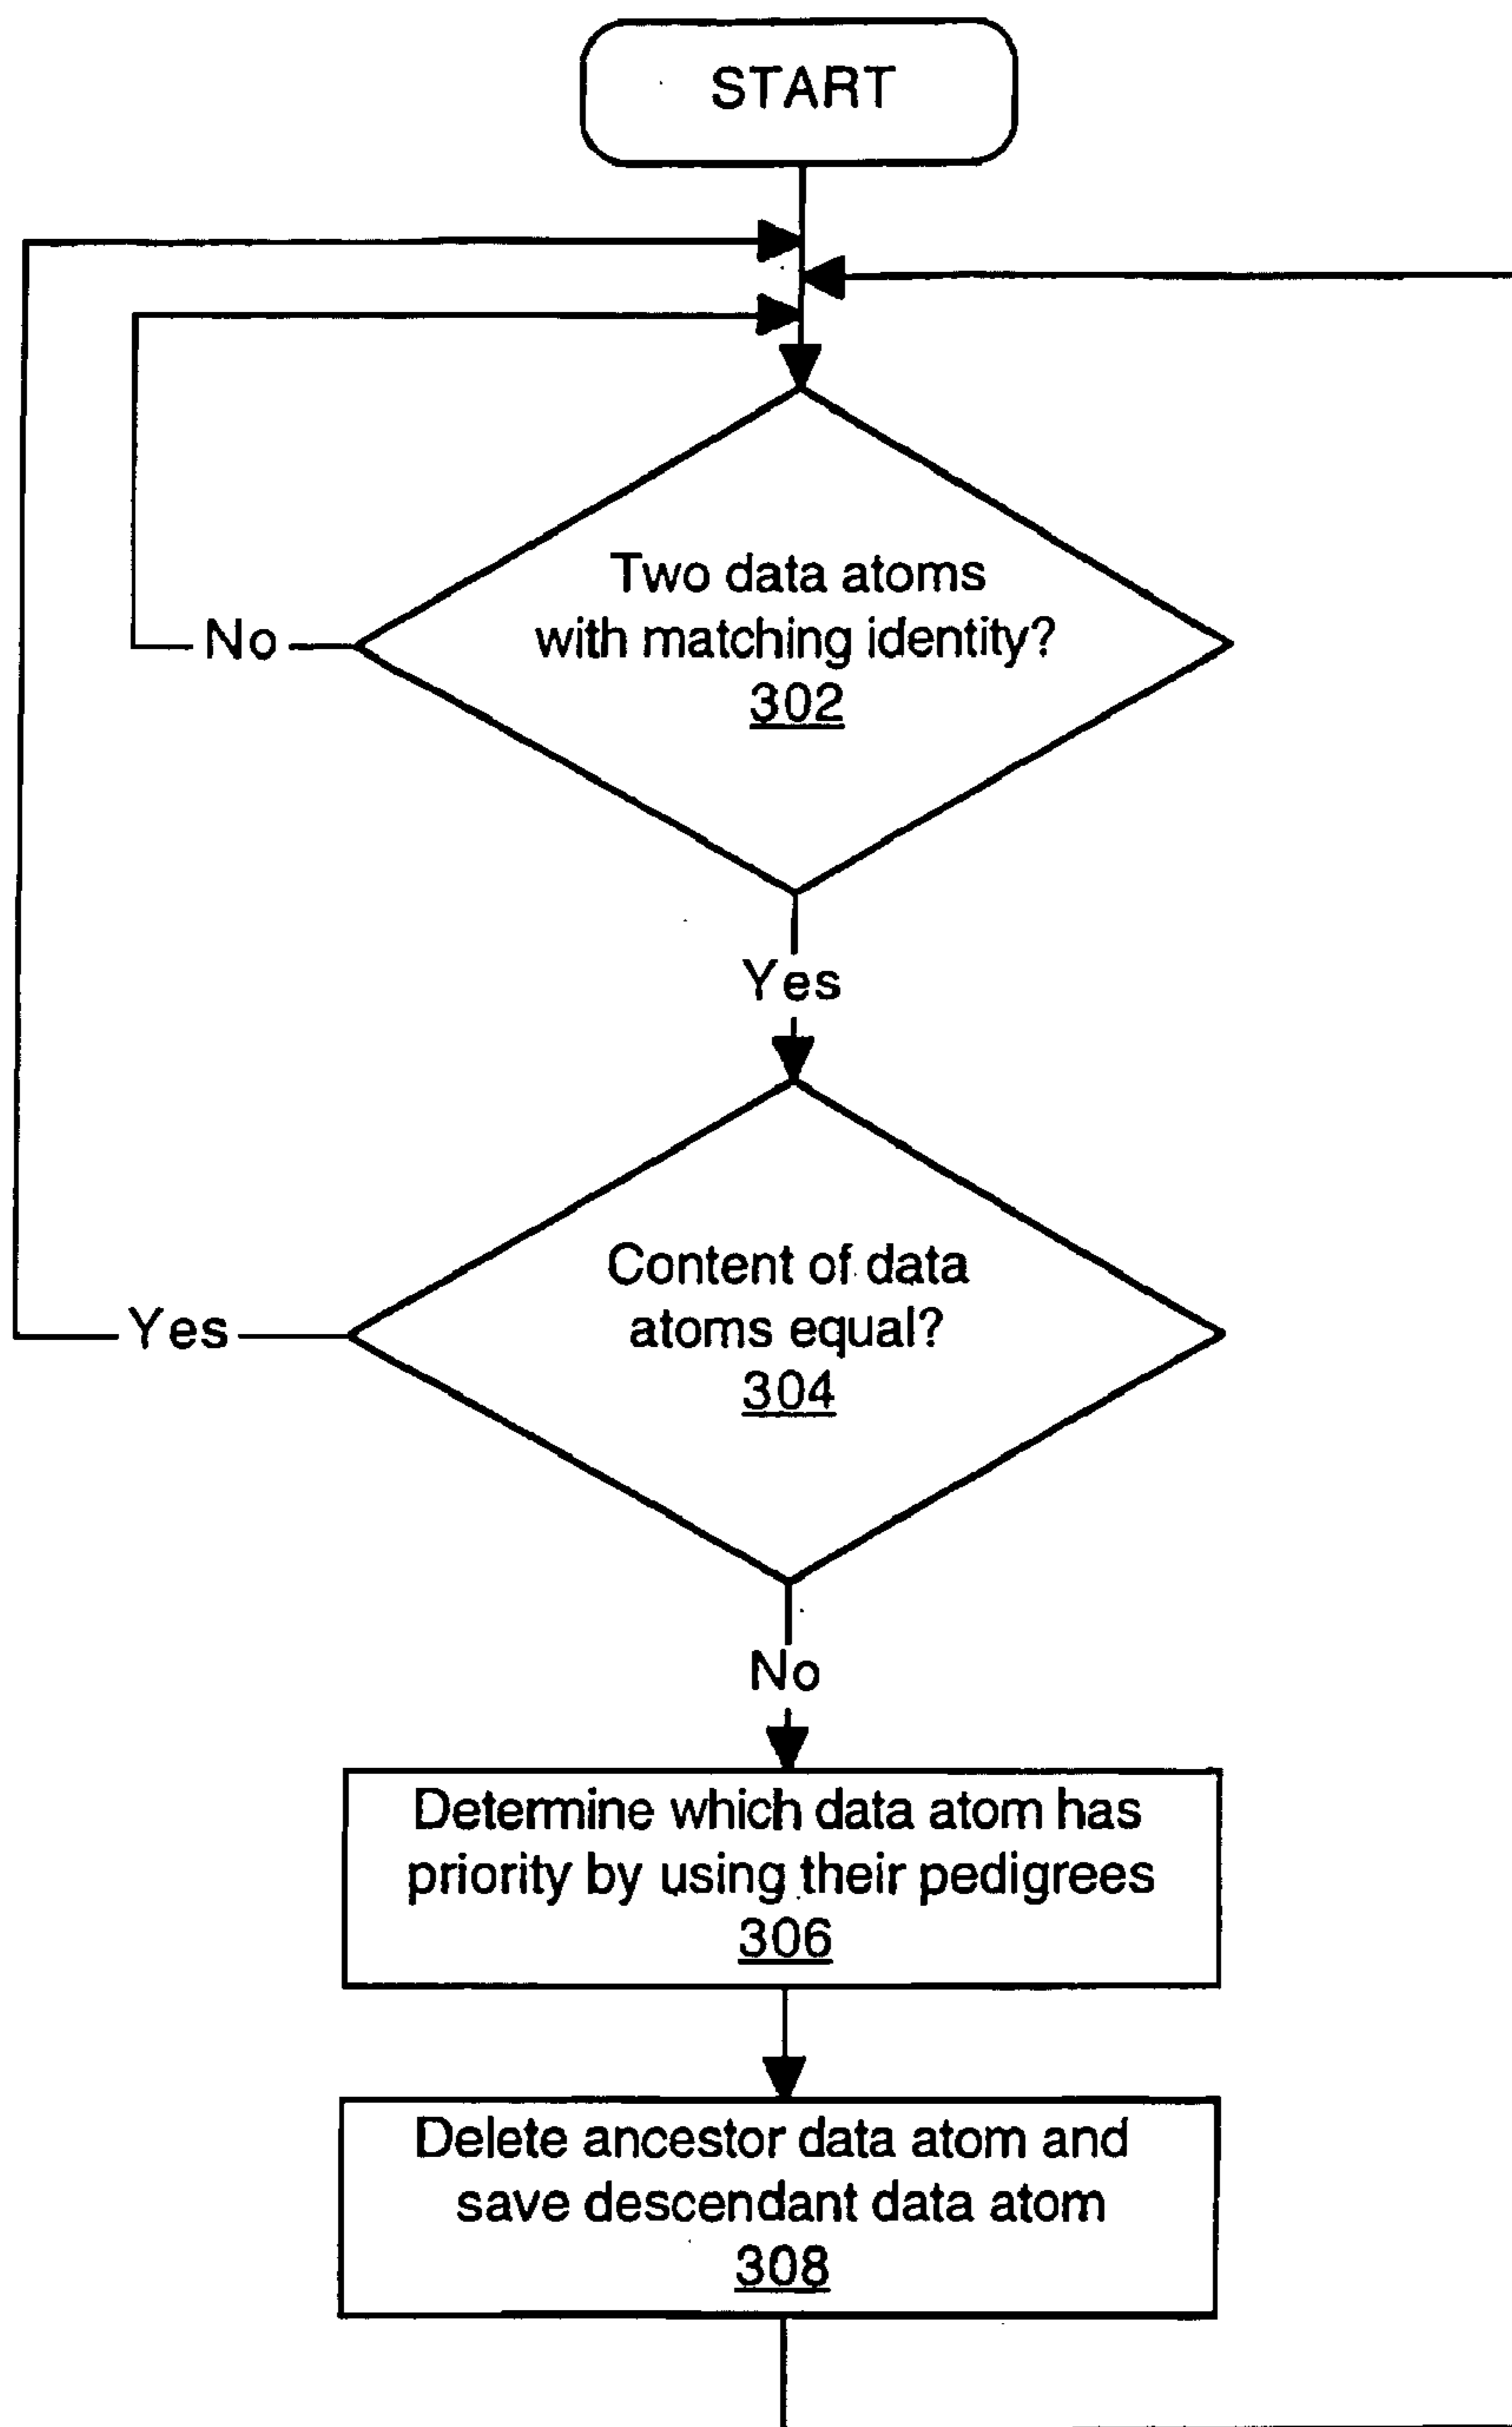 START
Two data atoms
with matching identity?
302
No
Yes
Content of data
atoms equal?
304
Yes
No
Determine which data atom has
priority by using their pedigrees
306
Delete ancestor data atom and
save descendant data atom
308